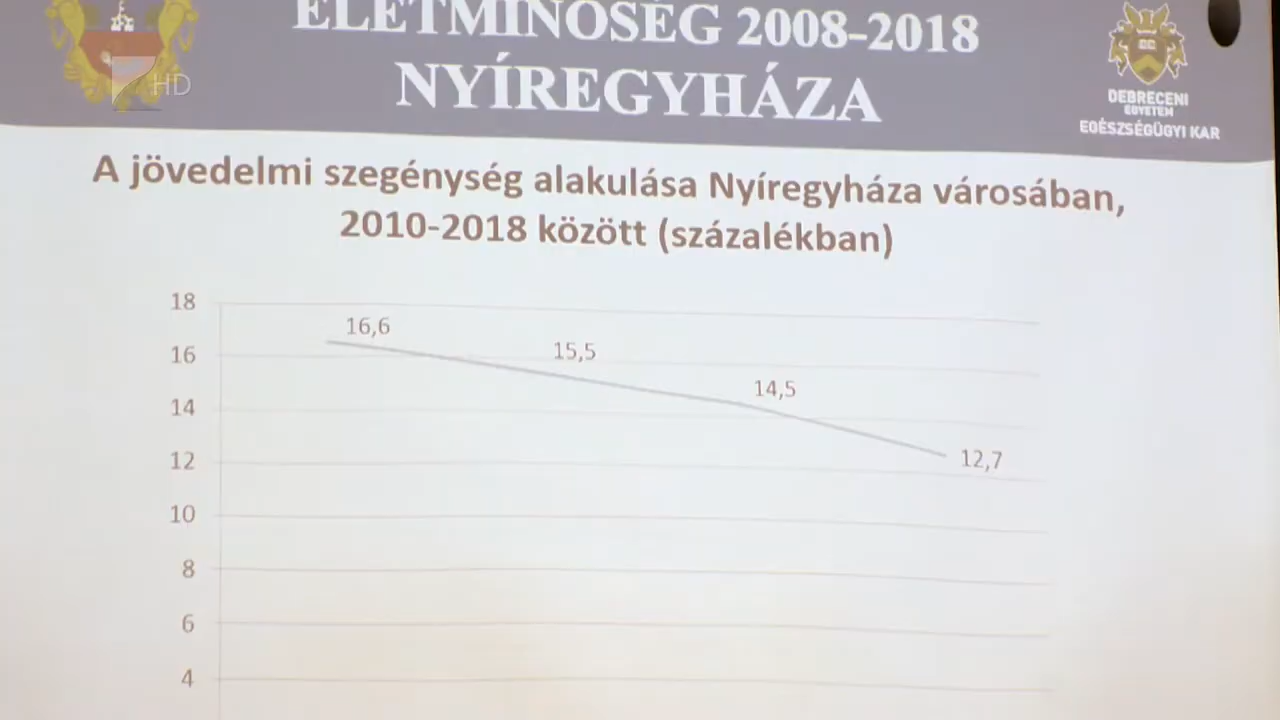 ÉLETMINŐSÉG 2008-2018
NYÍREGYHÁZA
HD
DEBRECENI
EGYETEM
EGÉSZSÉGÜGYI KAR
A jövedelmi szegénység alakulása Nyíregyháza városában,
2010-2018 között (százalékban)
18
16
14
12
10
8
6
4
16,6
15,5
14,5
12,7